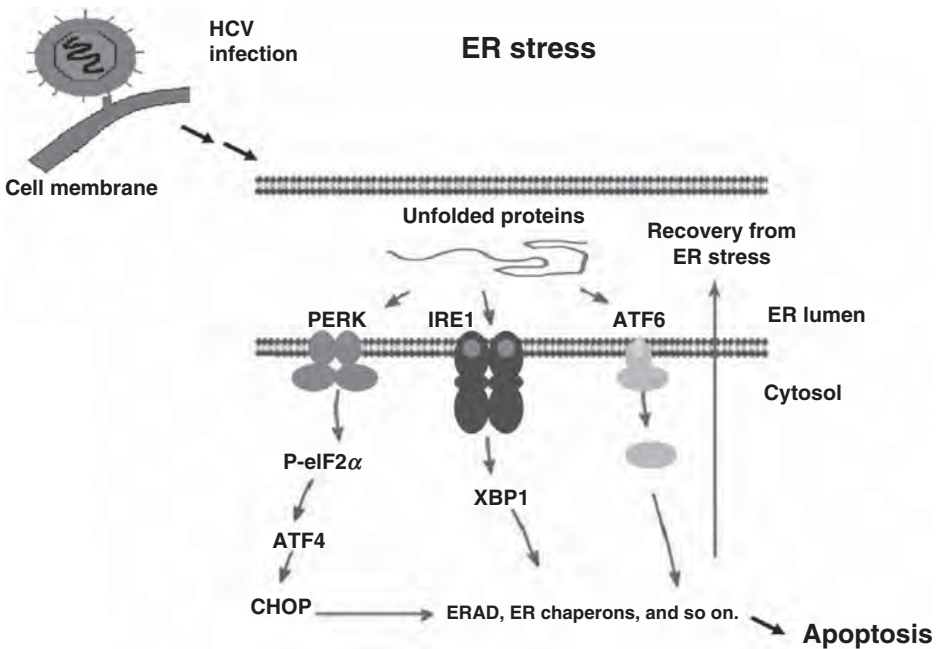 HCV
infection
ER stress
Cell membrane
Unfolded proteins
Recovery from
ER stress
PERK
IRE1
ATF6
ER lumen
Cytosol
P-eIF2α
XBP1
ATF4
CHOP
ERAD, ER chaperons, and so on.
Apoptosis